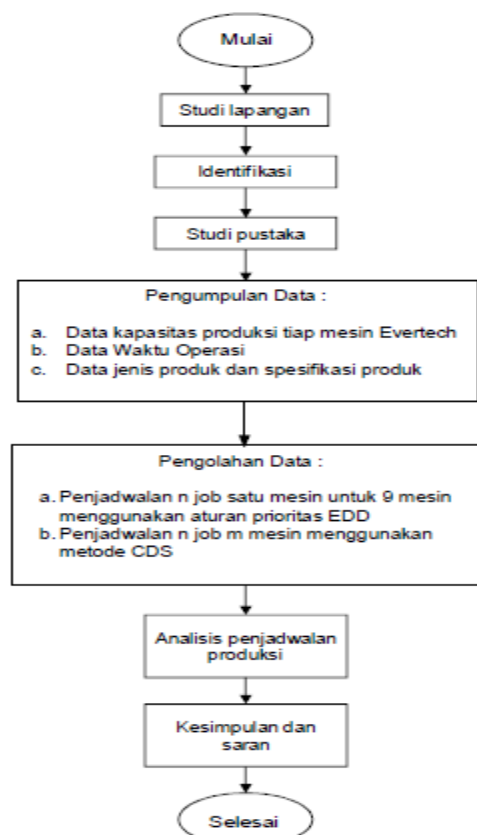 Mulai
Studi lapangan
Identifikasi
Studi pustaka
Pengumpulan Data :
a. Data kapasitas produksi tiap mesin Evertech
b. Data Waktu Operasi
c. Data jenis produk dan spesifikasi produk
Pengolahan Data :
a. Penjadwalan n job satu mesin untuk 9 mesin
menggunakan aturan prioritas EDD
b. Penjadwalan n job m mesin menggunakan
metode CDS
Analisis penjadwalan
produksi
Kesimpulan dan
saran
Selesai